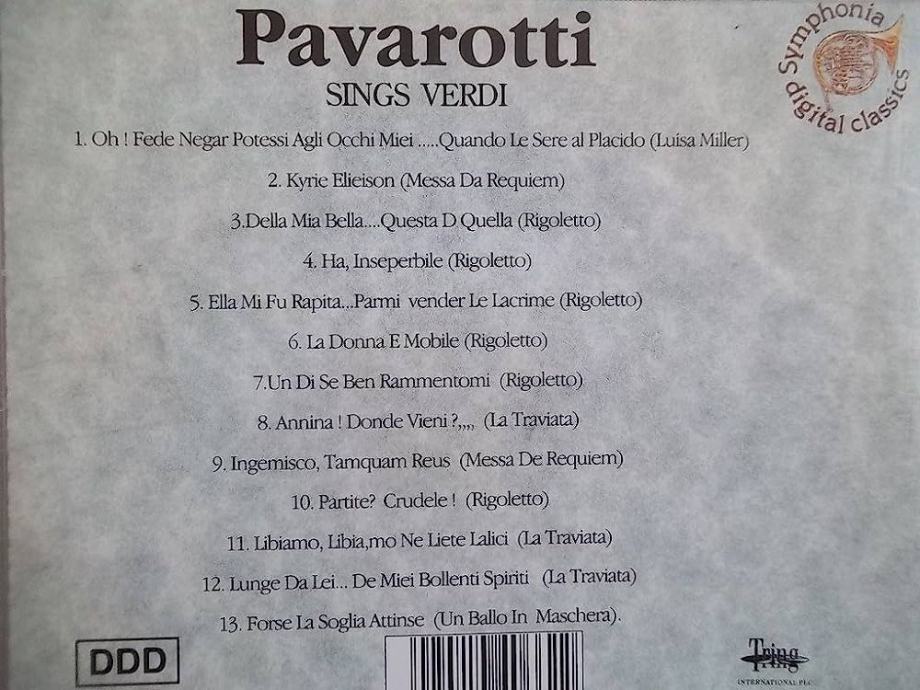 Pavarotti
SINGS VERDI
Symphonia
digital classics
1. Oh ! Fede Negar Potessi Agli Occhi Miei .....Quando Le Sere al Placido (Luisa Miller)
2. Kyrie Elieison (Messa Da Requiem)
3.Della Mia Bella....Questa D Quella (Rigoletto)
4. Ha, Inseperbile (Rigoletto)
5. Ella Mi Fu Rapita...Parmi vender Le Lacrime (Rigoletto)
6. La Donna E Mobile (Rigoletto)
7.Un Di Se Ben Rammentomi (Rigoletto)
8. Annina ! Donde Vieni ?,,,, (La Traviata)
9. Ingemisco, Tamquam Reus (Messa De Requiem)
10. Partite? Crudele ! (Rigoletto)
11. Libiamo, Libia,mo Ne Liete Lalici (La Traviata)
12. Lunge Da Lei... De Miei Bollenti Spiriti (La Traviata)
13. Forse La Soglia Attinse (Un Ballo In Maschera).
DDD
Tring
INTERNATIONAL PLC